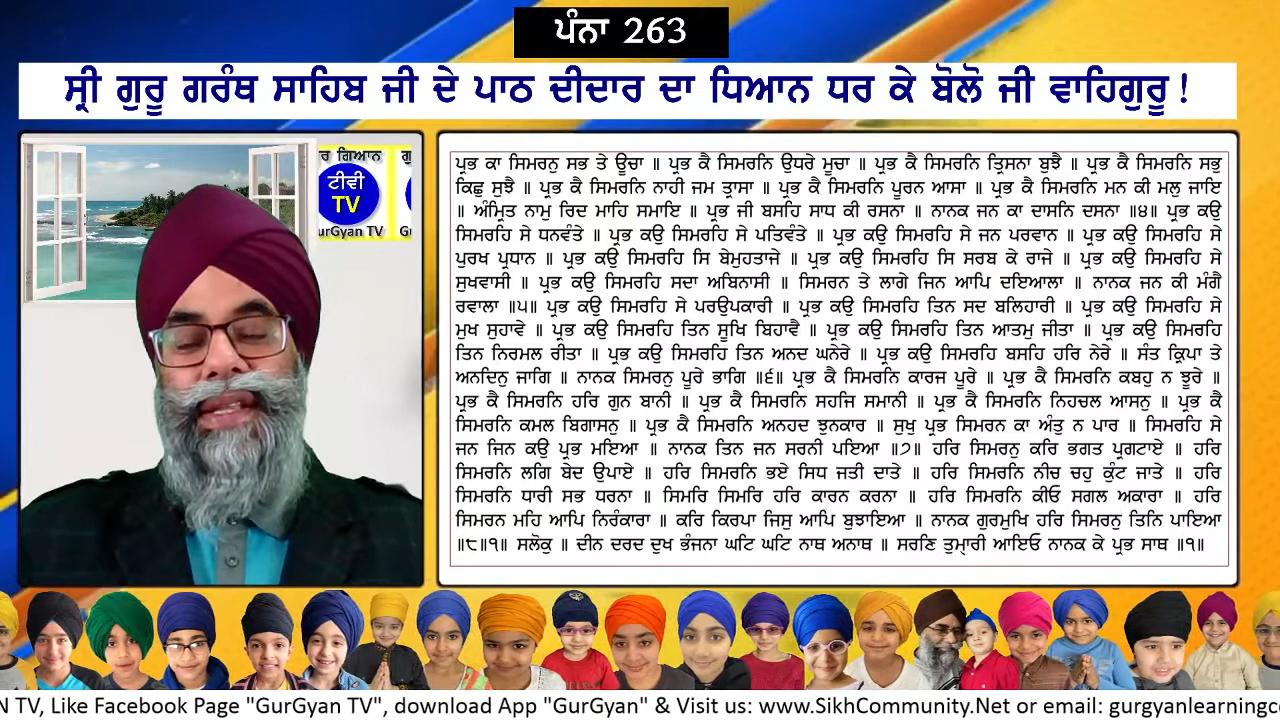 ਪੰਨਾ 263
ਸ੍ਰੀ ਗੁਰੂ ਗਰੰਥ ਸਾਹਿਬ ਜੀ ਦੇ ਪਾਠ ਦੀਦਾਰ ਦਾ ਧਿਆਨ ਧਰ ਕੇ ਬੋਲੋ ਜੀ ਵਾਹਿਗੁਰੂ!
ਰ ਗਿਆਨ
ਗੁ
ਟੀਵੀ
TV
urGyan TV
Gu
ਪ੍ਰਭ ਕਾ ਸਿਮਰਨੁ ਸਭ ਤੇ ਊਚਾ ॥ ਪ੍ਰਭ ਕੈ ਸਿਮਰਨਿ ਉਧਰੇ ਮੂਚਾ ॥ ਪ੍ਰਭ ਕੈ ਸਿਮਰਨਿ ਤ੍ਰਿਸਨਾ ਬੁਝੈ ॥ ਪ੍ਰਭ ਕੈ ਸਿਮਰਨਿ ਸਭੁ
ਕਿਛੁ ਸੁਝੈ ॥ ਪ੍ਰਭ ਕੈ ਸਿਮਰਨਿ ਨਾਹੀ ਜਮ ਤ੍ਰਾਸਾ ॥ ਪ੍ਰਭ ਕੈ ਸਿਮਰਨਿ ਪੂਰਨ ਆਸਾ ॥ ਪ੍ਰਭ ਕੈ ਸਿਮਰਨਿ ਮਨ ਕੀ ਮਲੁ ਜਾਇ
॥ ਅੰਮ੍ਰਿਤ ਨਾਮੁ ਰਿਦ ਮਾਹਿ ਸਮਾਇ ॥ ਪ੍ਰਭ ਜੀ ਬਸਹਿ ਸਾਧ ਕੀ ਰਸਨਾ ॥ ਨਾਨਕ ਜਨ ਕਾ ਦਾਸਨਿ ਦਸਨਾ ॥੪॥ ਪ੍ਰਭ ਕਉ
ਸਿਮਰਹਿ ਸੇ ਧਨਵੰਤੇ ॥ ਪ੍ਰਭ ਕਉ ਸਿਮਰਹਿ ਸੇ ਪਤਿਵੰਤੇ ॥ ਪ੍ਰਭ ਕਉ ਸਿਮਰਹਿ ਸੇ ਜਨ ਪਰਵਾਨ ॥ ਪ੍ਰਭ ਕਉ ਸਿਮਰਹਿ ਸੇ
ਪੁਰਖ ਪ੍ਰਧਾਨ ॥ ਪ੍ਰਭ ਕਉ ਸਿਮਰਹਿ ਸਿ ਬੇਮੁਹਤਾਜੇ ॥ ਪ੍ਰਭ ਕਉ ਸਿਮਰਹਿ ਸਿ ਸਰਬ ਕੇ ਰਾਜੇ ॥ ਪ੍ਰਭ ਕਉ ਸਿਮਰਹਿ ਸੇ
ਸੁਖਵਾਸੀ ॥ ਪ੍ਰਭ ਕਉ ਸਿਮਰਹਿ ਸਦਾ ਅਬਿਨਾਸੀ ॥ ਸਿਮਰਨ ਤੇ ਲਾਗੇ ਜਿਨ ਆਪਿ ਦਇਆਲਾ ॥ ਨਾਨਕ ਜਨ ਕੀ ਮੰਗੈ
ਰਵਾਲਾ ॥੫॥ ਪ੍ਰਭ ਕਉ ਸਿਮਰਹਿ ਸੇ ਪਰਉਪਕਾਰੀ ॥ ਪ੍ਰਭ ਕਉ ਸਿਮਰਹਿ ਤਿਨ ਸਦ ਬਲਿਹਾਰੀ ॥ ਪ੍ਰਭ ਕਉ ਸਿਮਰਹਿ ਸੇ
ਮੁਖ ਸੁਹਾਵੇ ॥ ਪ੍ਰਭ ਕਉ ਸਿਮਰਹਿ ਤਿਨ ਸੂਖਿ ਬਿਹਾਵੈ ॥ ਪ੍ਰਭ ਕਉ ਸਿਮਰਹਿ ਤਿਨ ਆਤਮੁ ਜੀਤਾ ॥ ਪ੍ਰਭ ਕਉ ਸਿਮਰਹਿ
ਤਿਨ ਨਿਰਮਲ ਰੀਤਾ ॥ ਪ੍ਰਭ ਕਉ ਸਿਮਰਹਿ ਤਿਨ ਅਨਦ ਘਨੇਰੇ ॥ ਪ੍ਰਭ ਕਉ ਸਿਮਰਹਿ ਬਸਹਿ ਹਰਿ ਨੇਰੇ ॥ ਸੰਤ ਕ੍ਰਿਪਾ ਤੇ
ਅਨਦਿਨੁ ਜਾਗਿ ॥ ਨਾਨਕ ਸਿਮਰਨੁ ਪੂਰੇ ਭਾਗਿ ॥੬॥ ਪ੍ਰਭ ਕੈ ਸਿਮਰਨਿ ਕਾਰਜ ਪੂਰੇ ॥ ਪ੍ਰਭ ਕੈ ਸਿਮਰਨਿ ਕਬਹੁ ਨ ਝੂਰੇ ॥
ਪ੍ਰਭ ਕੈ ਸਿਮਰਨਿ ਹਰਿ ਗੁਨ ਬਾਨੀ ॥ ਪ੍ਰਭ ਕੈ ਸਿਮਰਨਿ ਸਹਜਿ ਸਮਾਨੀ ॥ ਪ੍ਰਭ ਕੈ ਸਿਮਰਨਿ ਨਿਹਚਲ ਆਸਨੁ ॥ ਪ੍ਰਭ ਕੈ
ਸਿਮਰਨਿ ਕਮਲ ਬਿਗਾਸਨੁ ॥ ਪ੍ਰਭ ਕੈ ਸਿਮਰਨਿ ਅਨਹਦ ਝੁਨਕਾਰ ॥ ਸੁਖੁ ਪ੍ਰਭ ਸਿਮਰਨ ਕਾ ਅੰਤੁ ਨ ਪਾਰ ॥ ਸਿਮਰਹਿ ਸੇ
ਜਨ ਜਿਨ ਕਉ ਪ੍ਰਭ ਮਇਆ ॥ ਨਾਨਕ ਤਿਨ ਜਨ ਸਰਨੀ ਪਇਆ ॥੭॥ ਹਰਿ ਸਿਮਰਨੁ ਕਰਿ ਭਗਤ ਪ੍ਰਗਟਾਏ ॥ ਹਰਿ
ਸਿਮਰਨਿ ਲਗਿ ਬੇਦ ਉਪਾਏ ॥ ਹਰਿ ਸਿਮਰਨਿ ਭਏ ਸਿਧ ਜਤੀ ਦਾਤੇ ॥ ਹਰਿ ਸਿਮਰਨਿ ਨੀਚ ਚਹੁ ਕੁੰਟ ਜਾਤੇ ॥ ਹਰਿ
ਸਿਮਰਨਿ ਧਾਰੀ ਸਭ ਧਰਨਾ ॥ ਸਿਮਰਿ ਸਿਮਰਿ ਹਰਿ ਕਾਰਨ ਕਰਨਾ ॥ ਹਰਿ ਸਿਮਰਨਿ ਕੀਓ ਸਗਲ ਅਕਾਰਾ ॥ ਹਰਿ
ਸਿਮਰਨ ਮਹਿ ਆਪਿ ਨਿਰੰਕਾਰਾ ॥ ਕਰਿ ਕਿਰਪਾ ਜਿਸੁ ਆਪਿ ਬੁਝਾਇਆ ॥ ਨਾਨਕ ਗੁਰਮੁਖਿ ਹਰਿ ਸਿਮਰਨੁ ਤਿਨਿ ਪਾਇਆ
॥੮॥੧॥ ਸਲੋਕੁ ॥ ਦੀਨ ਦਰਦ ਦੁਖ ਭੰਜਨਾ ਘਟਿ ਘਟਿ ਨਾਥ ਅਨਾਥ ॥ ਸਰਣਿ ਤੁਮ੍ਹਾਰੀ ਆਇਓ ਨਾਨਕ ਕੇ ਪ੍ਰਭ ਸਾਥ ॥੧॥
N TV, Like Facebook Page "GurGyan TV", download App "GurGyan" & Visit us: www.SikhCommunity.Net or email: gurgyanlearningce